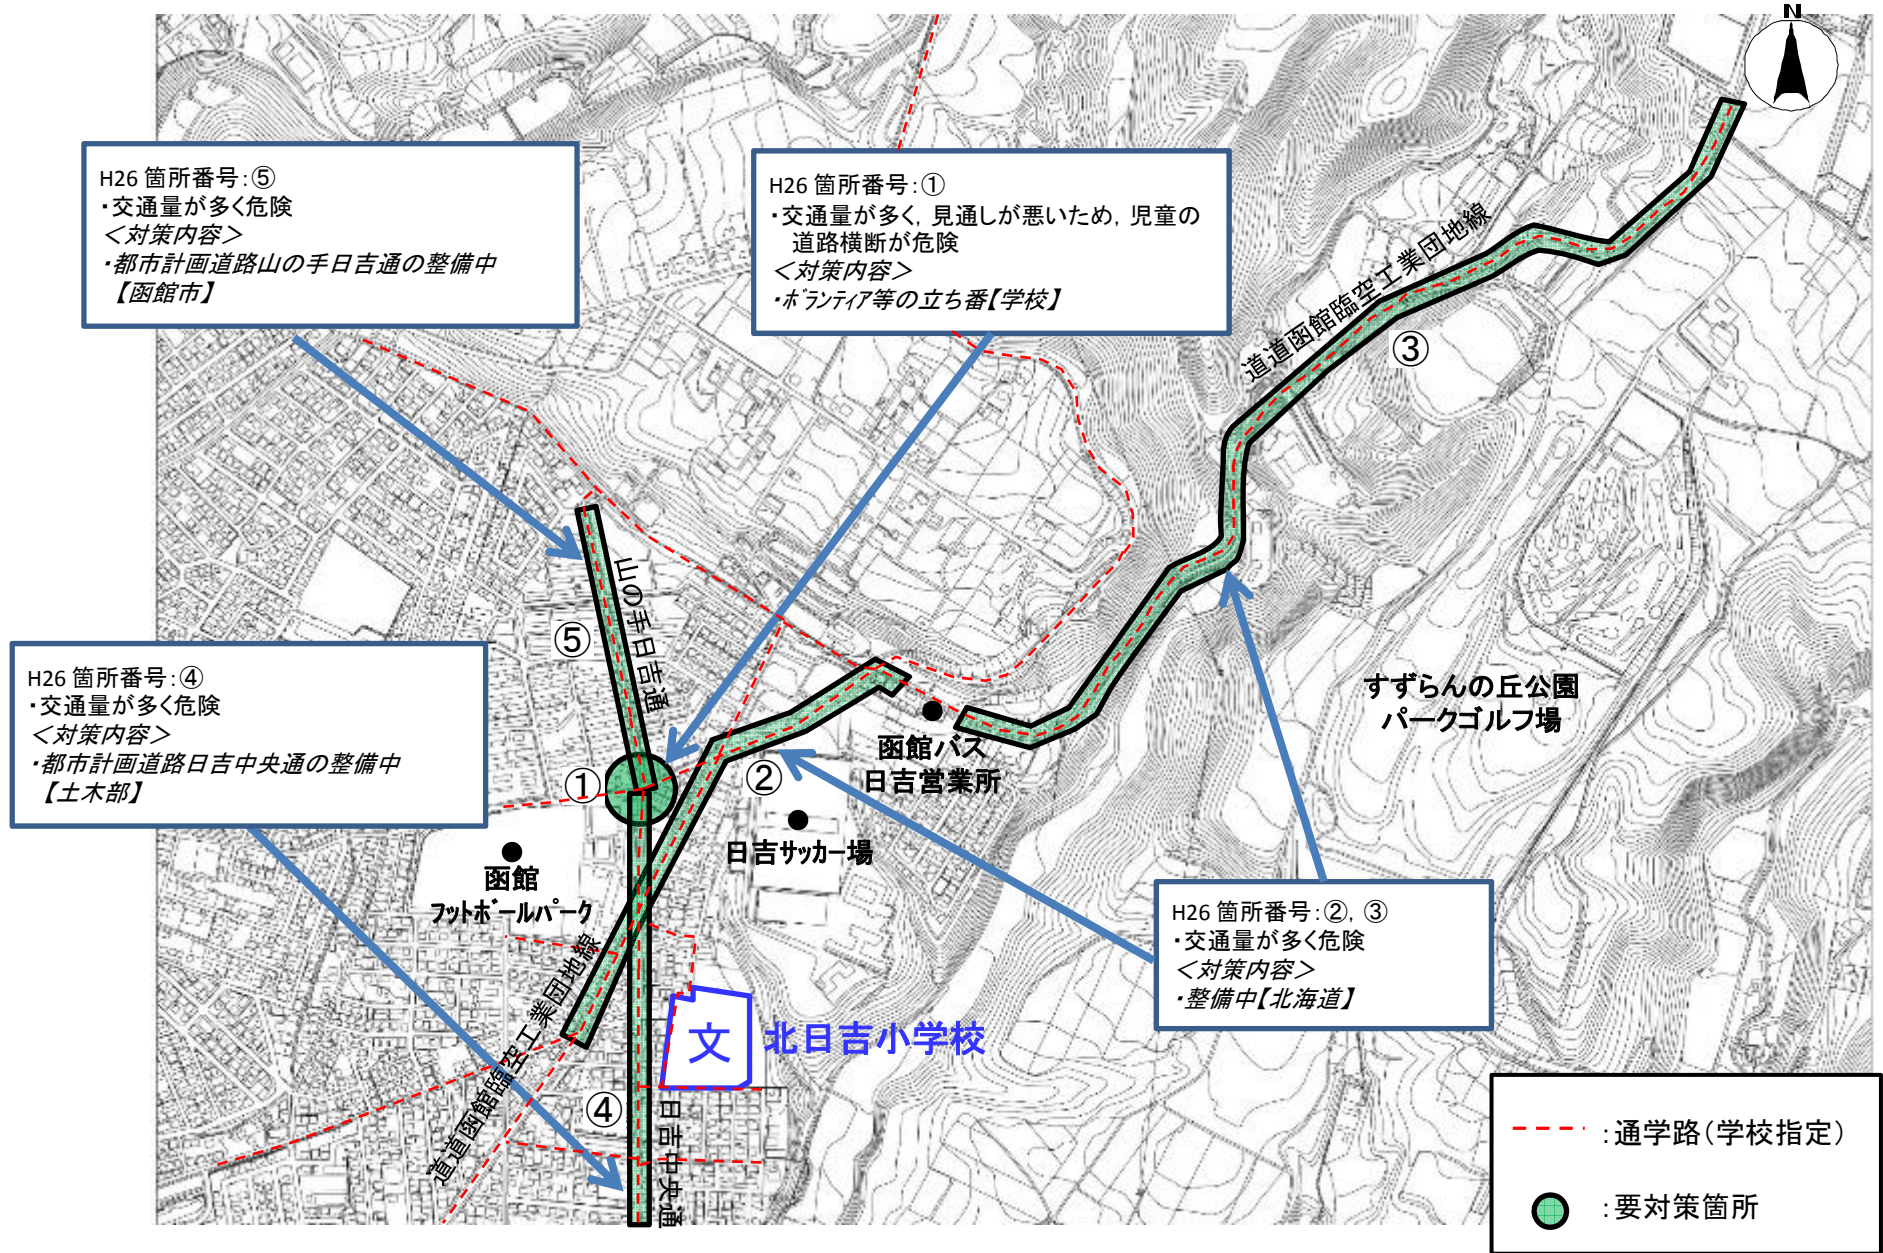 N
H26 箇所番号：⑤
・交通量が多く危険
＜対策内容＞
・都市計画道路山の手日吉通の整備中
【函館市】
H26 箇所番号：①
・交通量が多く，見通しが悪いため，児童の
道路横断が危険
＜対策内容＞
・ボランティア等の立ち番【学校】
道道函館臨空工業団地線
③
山の手日吉通
⑤
H26 箇所番号：④
・交通量が多く危険
＜対策内容＞
・都市計画道路日吉中央通の整備中
【土木部】
すずらんの丘公園
パークゴルフ場
函館バス
日吉営業所
①
②
日吉サッカー場
函館
フットボールパーク
H26 箇所番号：②，③
・交通量が多く危険
＜対策内容＞
・整備中【北海道】
道道函館臨空工業団地線
文
北日吉小学校
④
日吉中央通
：通学路（学校指定）
：要対策箇所